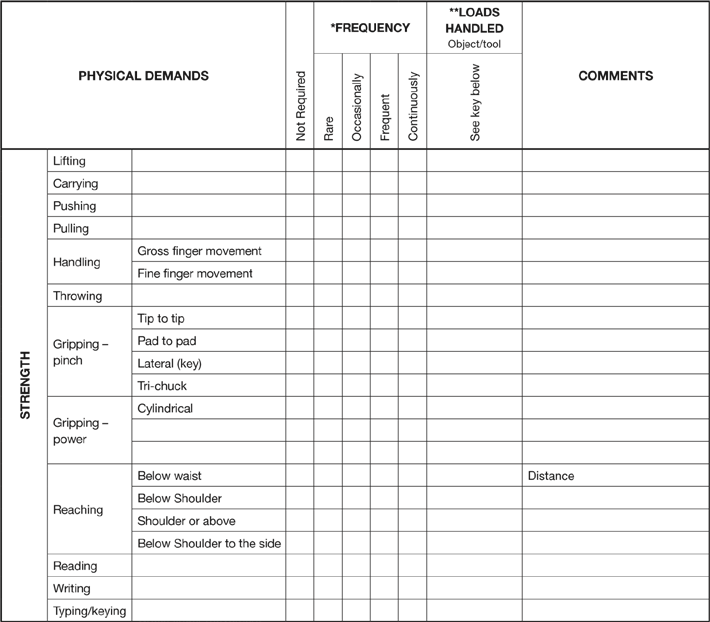 PHYSICAL DEMANDS
Not Required
*FREQUENCY
Rare
Occasionally
Frequent
Continuously
**LOADS
HANDLED
Object/tool
See key below
COMMENTS
STRENGTH
Lifting
Carrying
Pushing
Pulling
Handling
Gross finger movement
Fine finger movement
Throwing
Gripping –
pinch
Tip to tip
Pad to pad
Lateral (key)
Tri-chuck
Gripping –
power
Cylindrical
Reaching
Below waist
Distance
Below Shoulder
Shoulder or above
Below Shoulder to the side
Reading
Writing
Typing/keying